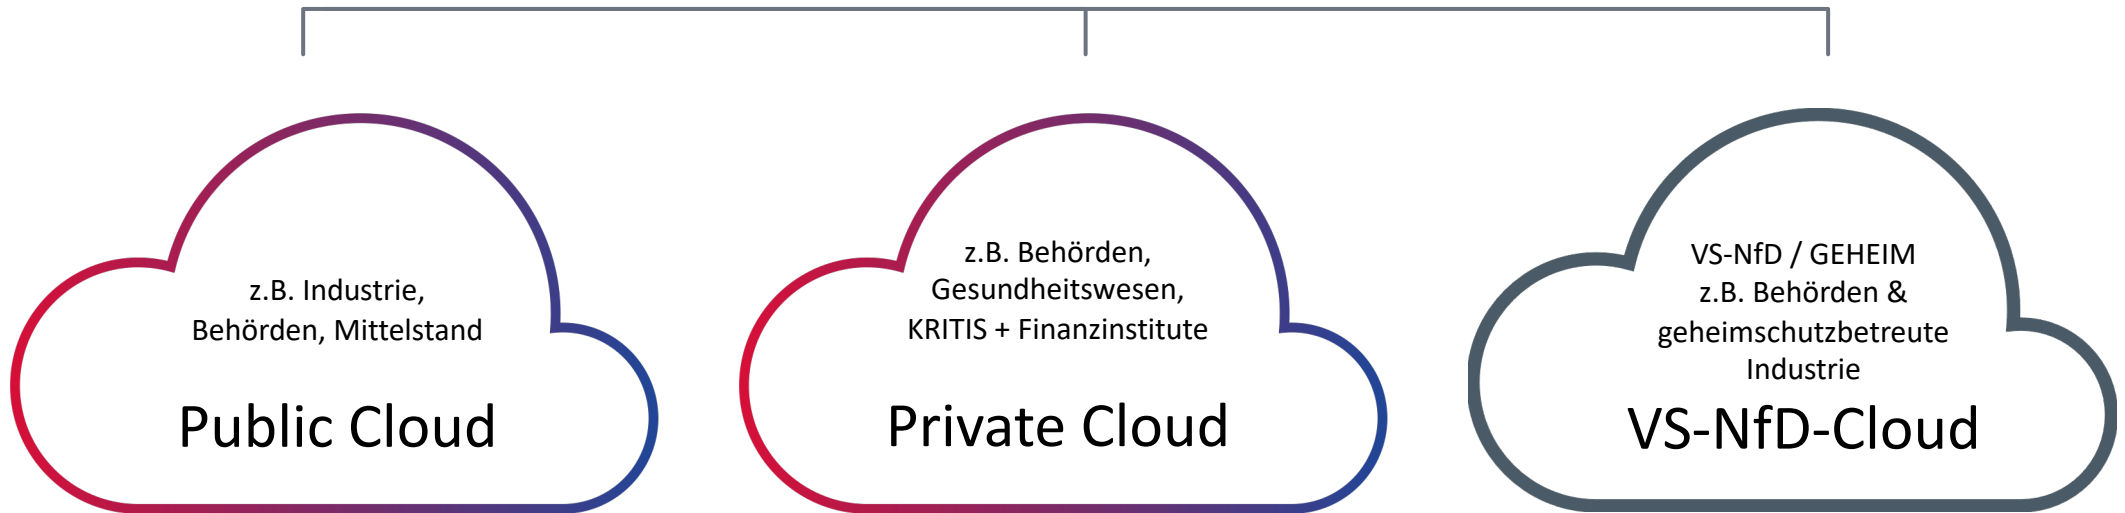 z.B. Industrie,
Behörden, Mittelstand
Public Cloud
z.B. Behörden,
Gesundheitswesen,
KRITIS + Finanzinstitute
Private Cloud
VS-NfD / GEHEIM
z.B. Behörden &
geheimschutzbetreute
Industrie
VS-NfD-Cloud